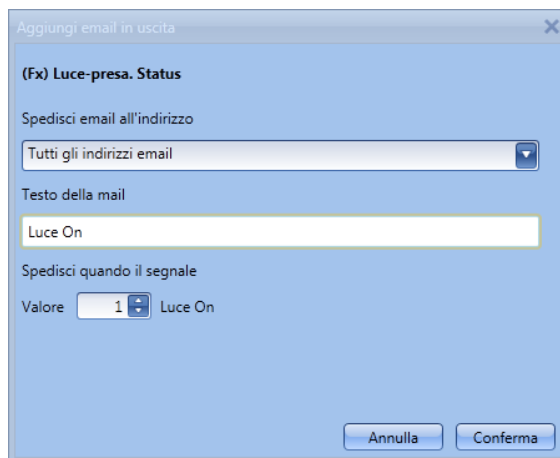 Aggiungi email in uscita
(Fx) Luce-presa. Status
Spedisci email all'indirizzo
Tutti gli indirizzi email
Testo della mail
Luce On
Spedisci quando il segnale
Valore 1 Luce On
Annulla Conferma